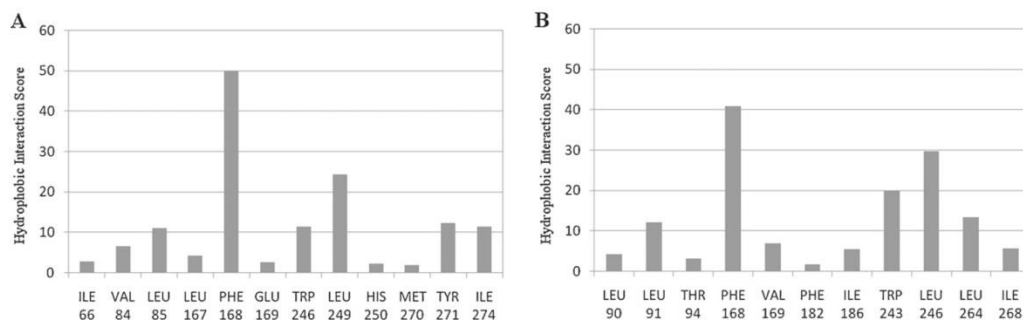 A
Hydrophobic Interaction Score
60
50
40
30
20
10
0
ILE VAL LEU LEU PHE GLU TRP LEU HIS MET TYR ILE
66 84 85 167 168 169 246 249 250 270 271 274
B
Hydrophobic Interaction Score
60
50
40
30
20
10
0
LEU LEU THR PHE VAL PHE ILE TRP LEU LEU ILE
90 91 94 168 169 182 186 243 246 264 268